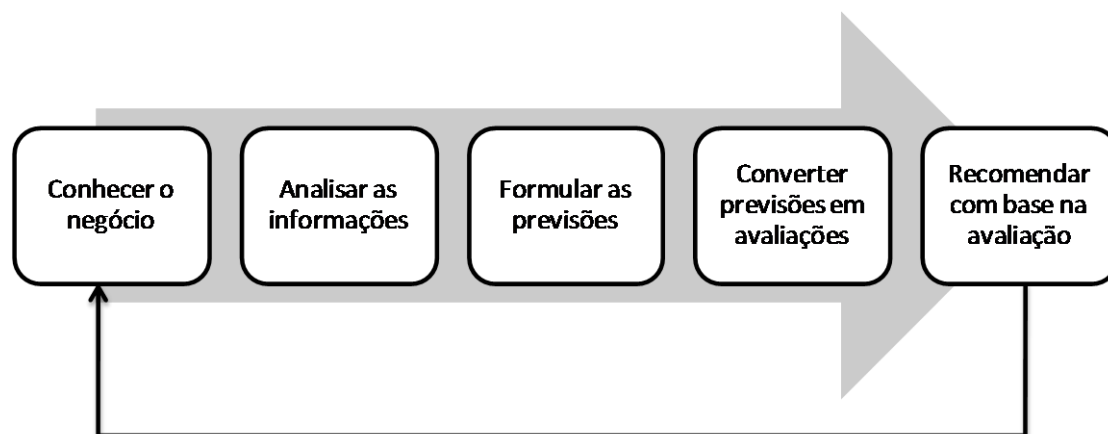 Conhecer o
negócio
Analisar as
informações
Formular as
previsões
Converter
previsões em
avaliações
Recomendar
com base na
avaliação